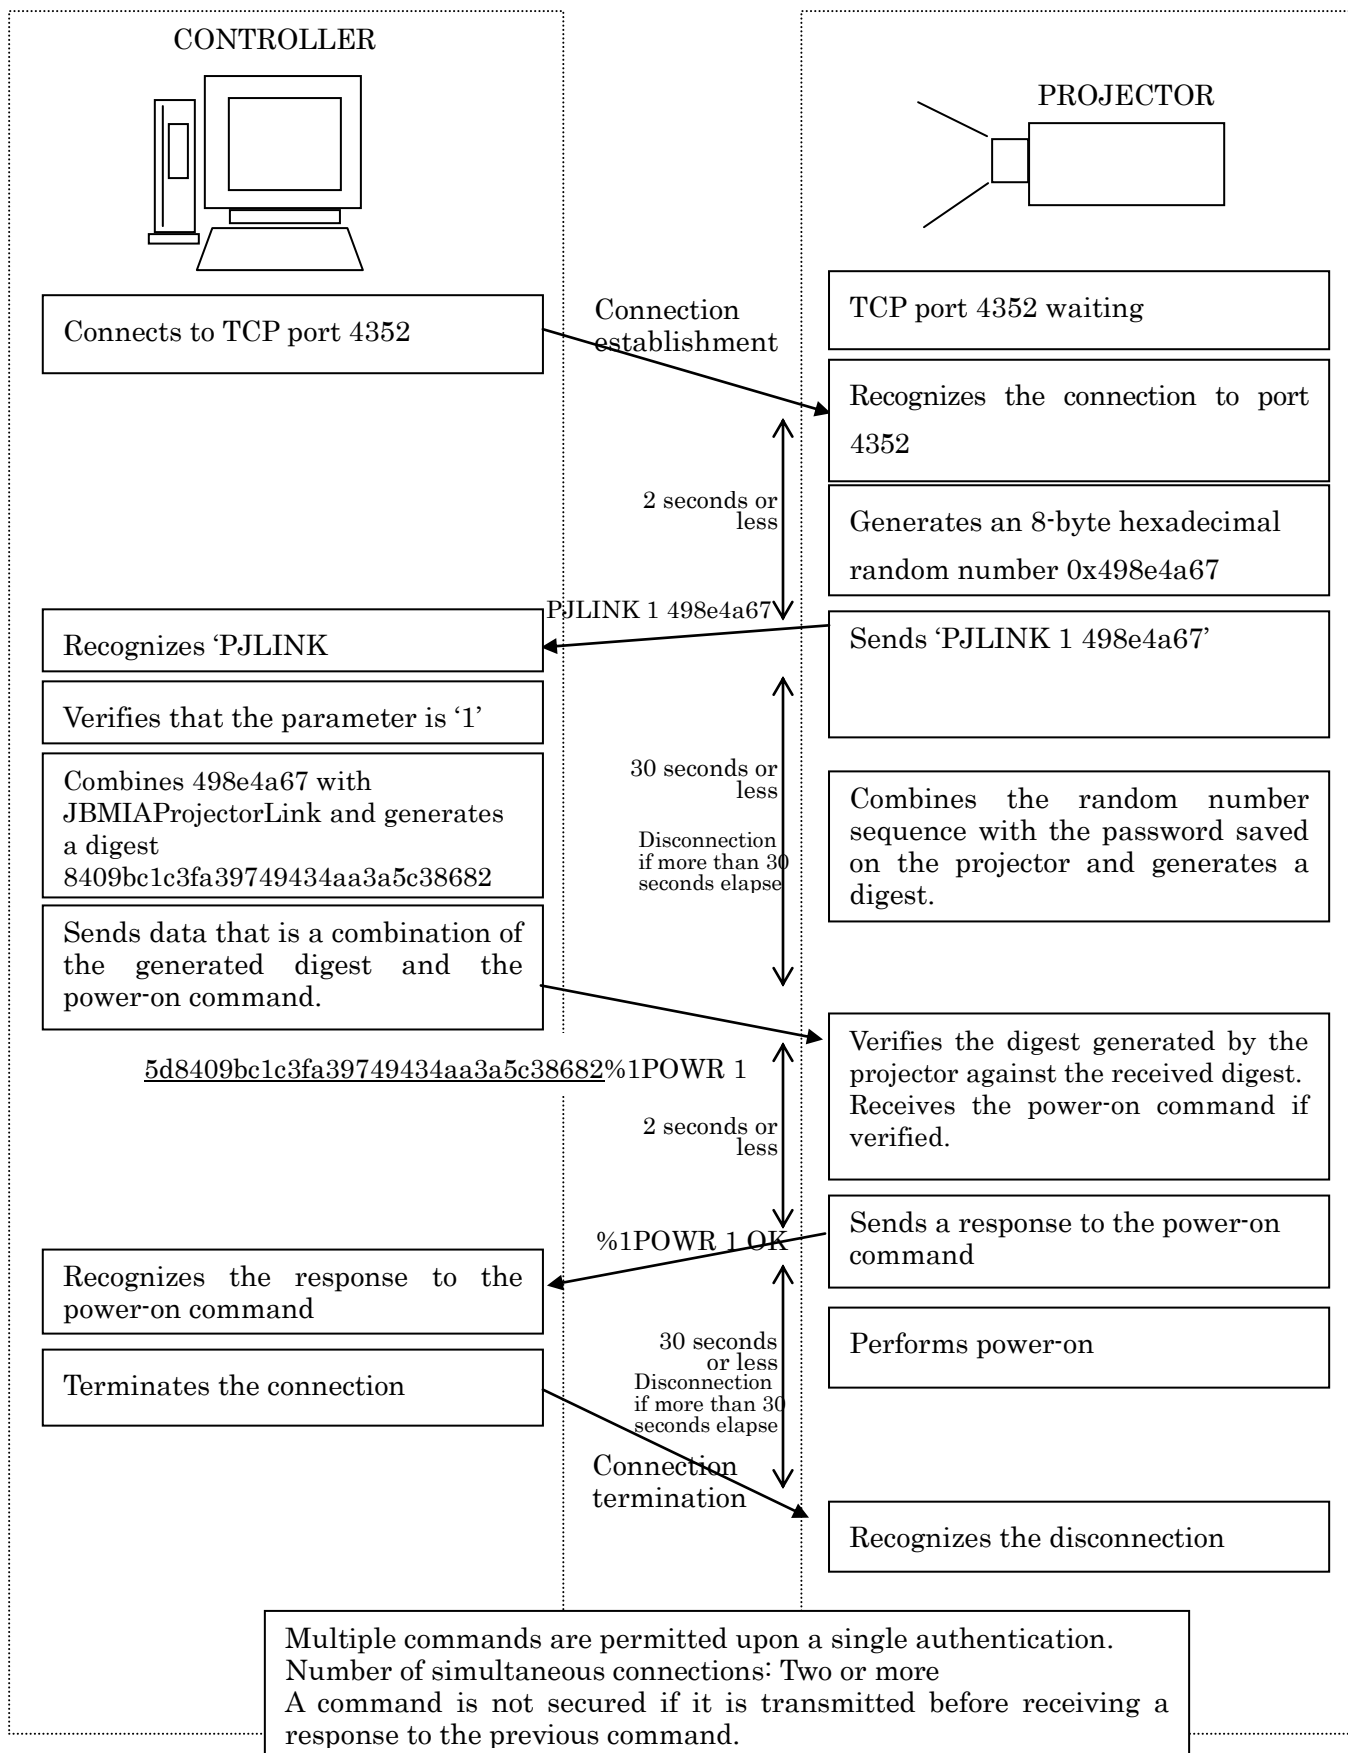 CONTROLLER
PROJECTOR
TCP port 4352 waiting
Connects to TCP port 4352
Connection
establishment
Recognizes the connection to port
4352
2 seconds or
less
Generates an 8-byte hexadecimal
random number 0x498e4a67
PJLINK 1 498e4a67
Sends ‘PJLINK 1 498e4a67’
Recognizes ‘PJLINK
Verifies that the parameter is ‘1’
30 seconds or
less
Disconnection
if more than 30
seconds elapse
Combines 498e4a67 with
JBMIAProjectorLink and generates
a digest
8409bc1c3fa39749434aa3a5c38682
Combines the random number
sequence with the password saved
on the projector and generates a
digest.
Sends data that is a combination of
the generated digest and the
power-on command.
Verifies the digest generated by the
projector against the received digest.
Receives the power-on command if
verified.
5d8409bc1c3fa39749434aa3a5c38682%1POWR 1
2 seconds or
less
Sends a response to the power-on
command
%1POWR 1 OK
Recognizes the response to the
power-on command
Performs power-on
30 seconds
or less
Disconnection
if more than 30
seconds elapse
Terminates the connection
Connection
termination
Recognizes the disconnection
Multiple commands are permitted upon a single authentication.
Number of simultaneous connections: Two or more
A command is not secured if it is transmitted before receiving a
response to the previous command.